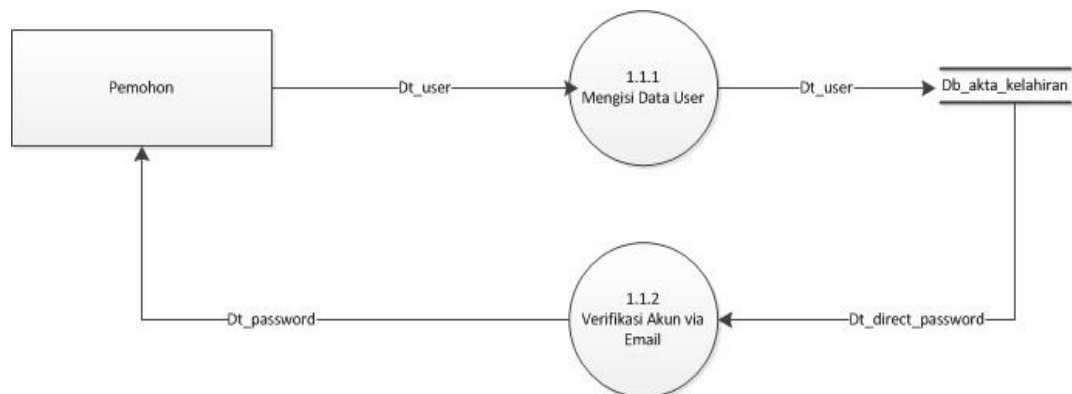 Pemohon
Dt_user
1.1.1
Mengisi Data User
Dt_user
Db_akta_kelahiran
Dt_password
1.1.2
Verifikasi Akun via
Email
Dt_direct_password